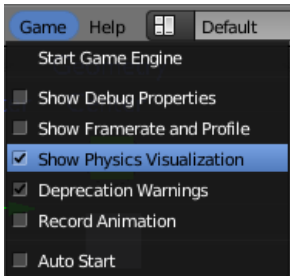 Game Help Default
Start Game Engine
Show Debug Properties
Show Framerate and Profile
Show Physics Visualization
Deprecation Warnings
Record Animation
Auto Start